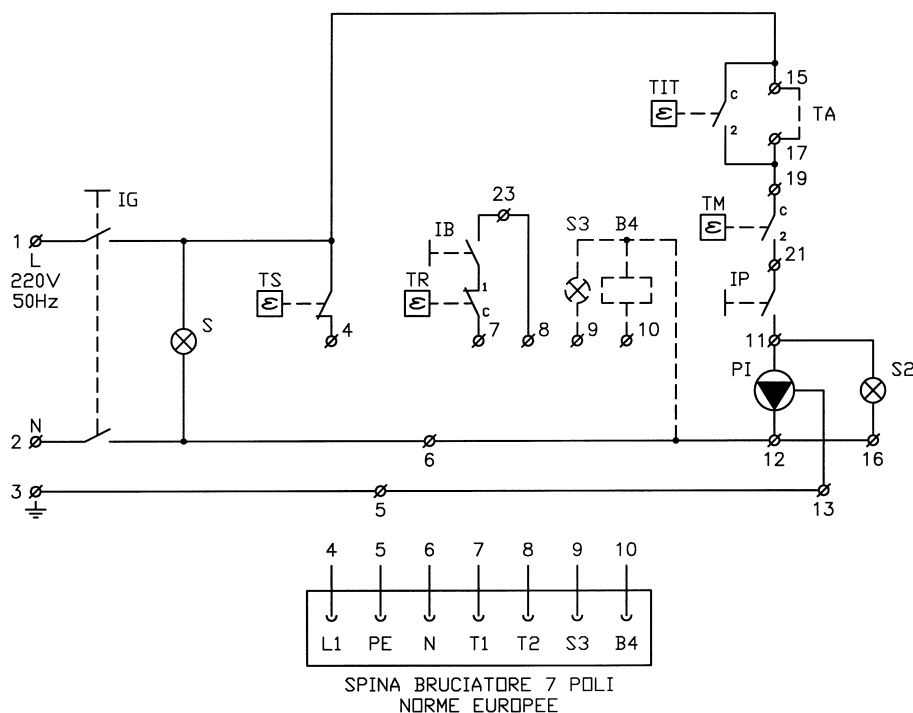 TIT
C
2
15
TA
17
IG
23
19
1
L
220V
50Hz
TS
4
IB
TR
1
C
7
8
S3
B4
9
10
TM
C
2
21
IP
S
11
PI
S2
N
2
6
12
16
3
5
13
4 5 6 7 8 9 10
L1 PE N T1 T2 S3 B4
SPINA BRUCIATORE 7 POLI
NORME EUROPEE